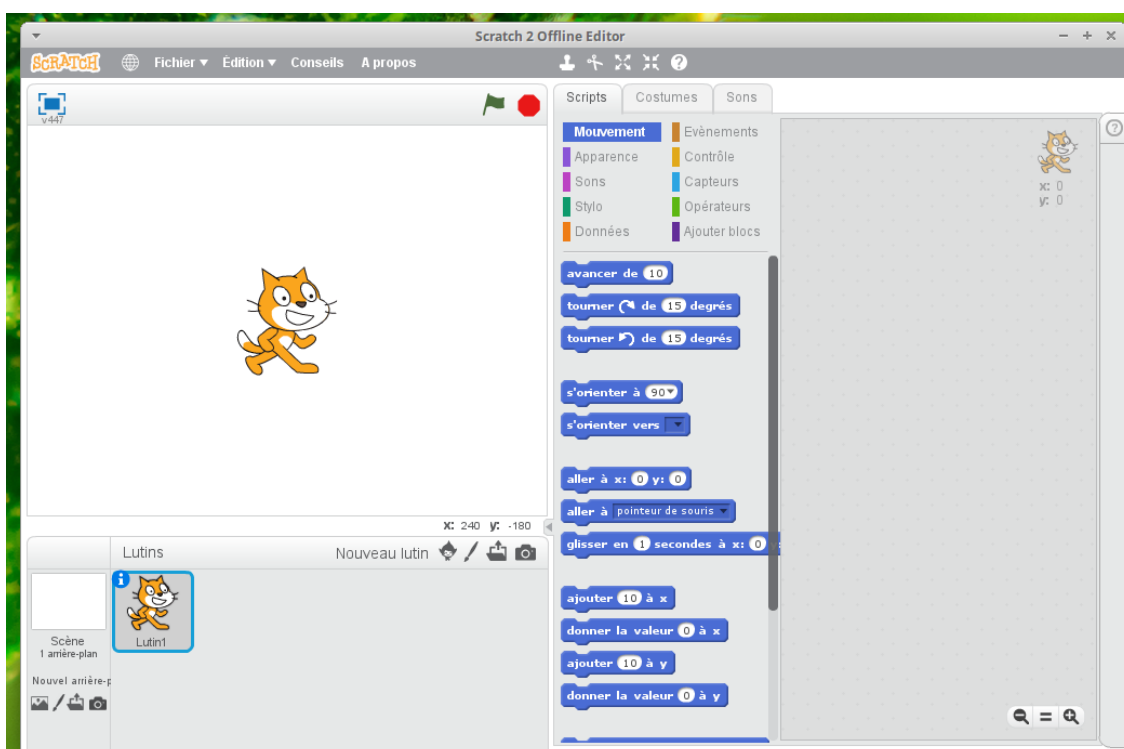 Scratch 2 Offline Editor
SCRATCH Fichier Édition Conseils A propos
v447
Scripts Costumes Sons
Mouvement Evènements
Apparence Contrôle
Sons Capteurs
Stylo Opérateurs
Données Ajouter blocs
x: 0
y: 0
avancer de 10
tourner de 15 degrés
tourner de 15 degrés
s'orienter à 90
s'orienter vers
aller à x: 0 y: 0
aller à pointeur de souris
glisser en 1 secondes à x: 0
ajouter 10 à x
donner la valeur 0 à x
ajouter 10 à y
donner la valeur 0 à y
X: 240 y: -180
Lutins Nouveau lutin
Lutin1
Scène
1 arrière-plan
Nouvel arrière-p